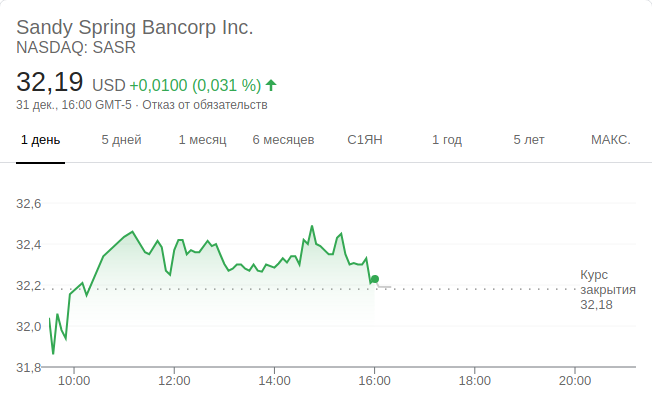 Sandy Spring Bancorp Inc.
NASDAQ: SASR
32,19 USD +0,0100 (0,031 %)
31 дек., 16:00 GMT-5 · Отказ от обязательств
1 день 5 дней 1 месяц 6 месяцев С1ЯН 1 год 5 лет МАКС.
32,6
32,4
32,2
32,0
31,8
Курс
закрытия
32,18
10:00 12:00 14:00 16:00 18:00 20:00